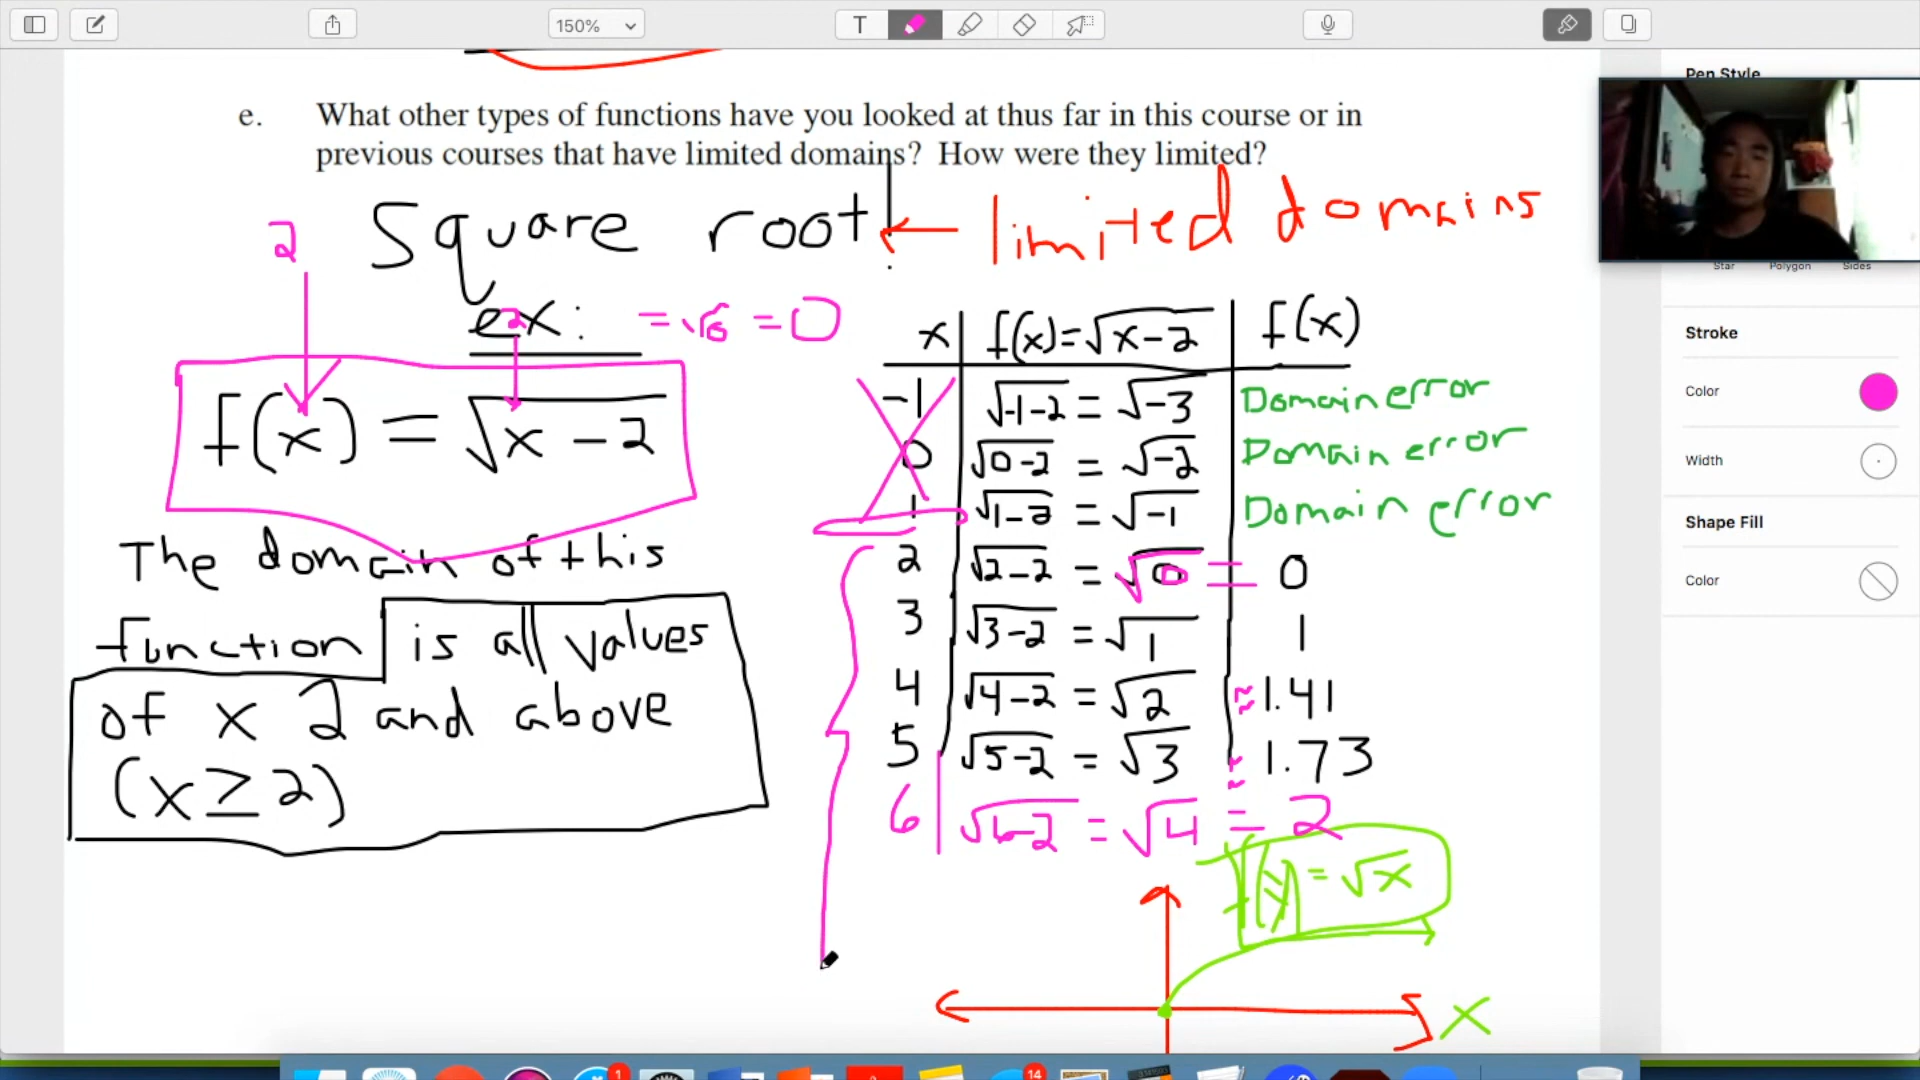 150%
Pen Style
e. What other types of functions have you looked at thus far in this course or in
previous courses that have limited domains? How were they limited?
Star Polygon Sides
Square root! ← limited domains
2
ex: = √0 = 0
2
f(x) = √x-2
The domain of this
function is all values
of x 2 and above
(x ≥ 2)
x f(x)=√x-2 f(x)
-1 √-1-2 = √-3 Domain error
0 √0-2 = √-2 Domain error
1 √1-2 = √-1 Domain error
2 √2-2 = √0 = 0
3 √3-2 = √1 1
4 √4-2 = √2 ≈ 1.41
5 √5-2 = √3 ≈ 1.73
6 √6-2 = √4 = 2
f(x) = √x
x
Stroke
Color
Width
Shape Fill
Color
1
14